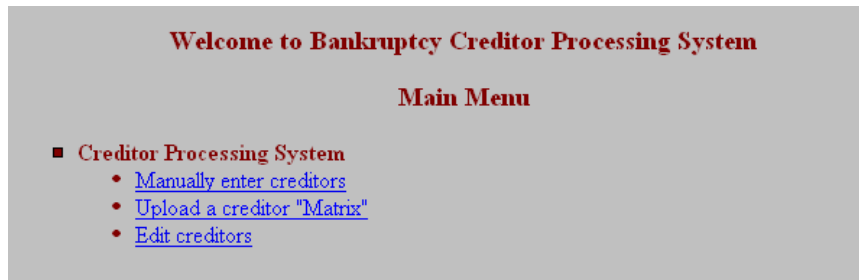 Welcome to Bankruptcy Creditor Processing System
Main Menu
Creditor Processing System
Manually enter creditors
Upload a creditor "Matrix"
Edit creditors